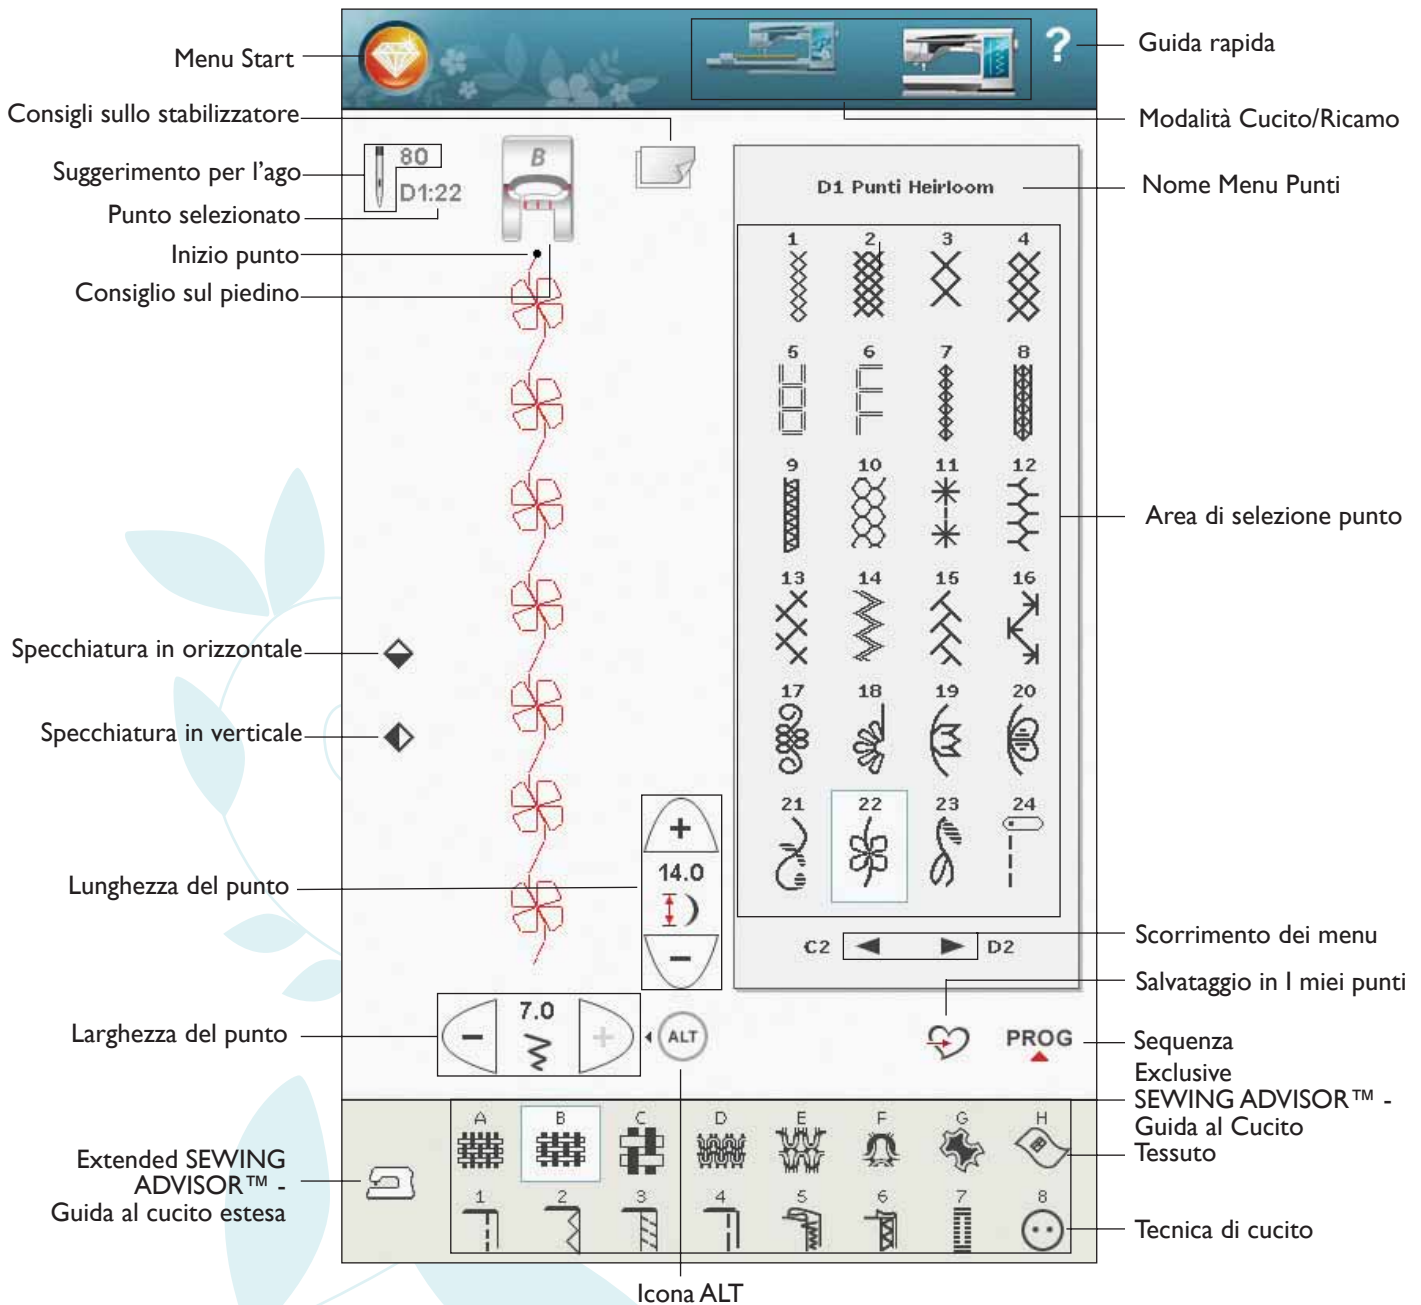 Menu Start
?
Guida rapida
Consigli sullo stabilizzatore
Modalità Cucito/Ricamo
80
B
Suggerimento per l'ago
D1:22
D1 Punti Heirloom
Nome Menu Punti
Punto selezionato
Inizio punto
Consiglio sul piedino
1 2 3 4
5 6 7 8
9 10 11 12
Area di selezione punto
13 14 15 16
Specchiatura in orizzontale
17 18 19 20
Specchiatura in verticale
21 22 23 24
+
14.0
Lunghezza del punto
−
C2 D2
Scorrimento dei menu
Salvataggio in I miei punti
7.0
Larghezza del punto
− +
ALT
PROG
Sequenza
Exclusive
SEWING ADVISOR™ -
Guida al Cucito
A B C D E F G H
Tessuto
Extended SEWING
ADVISOR™ -
Guida al cucito estesa
1 2 3 4 5 6 7 8
Tecnica di cucito
Icona ALT